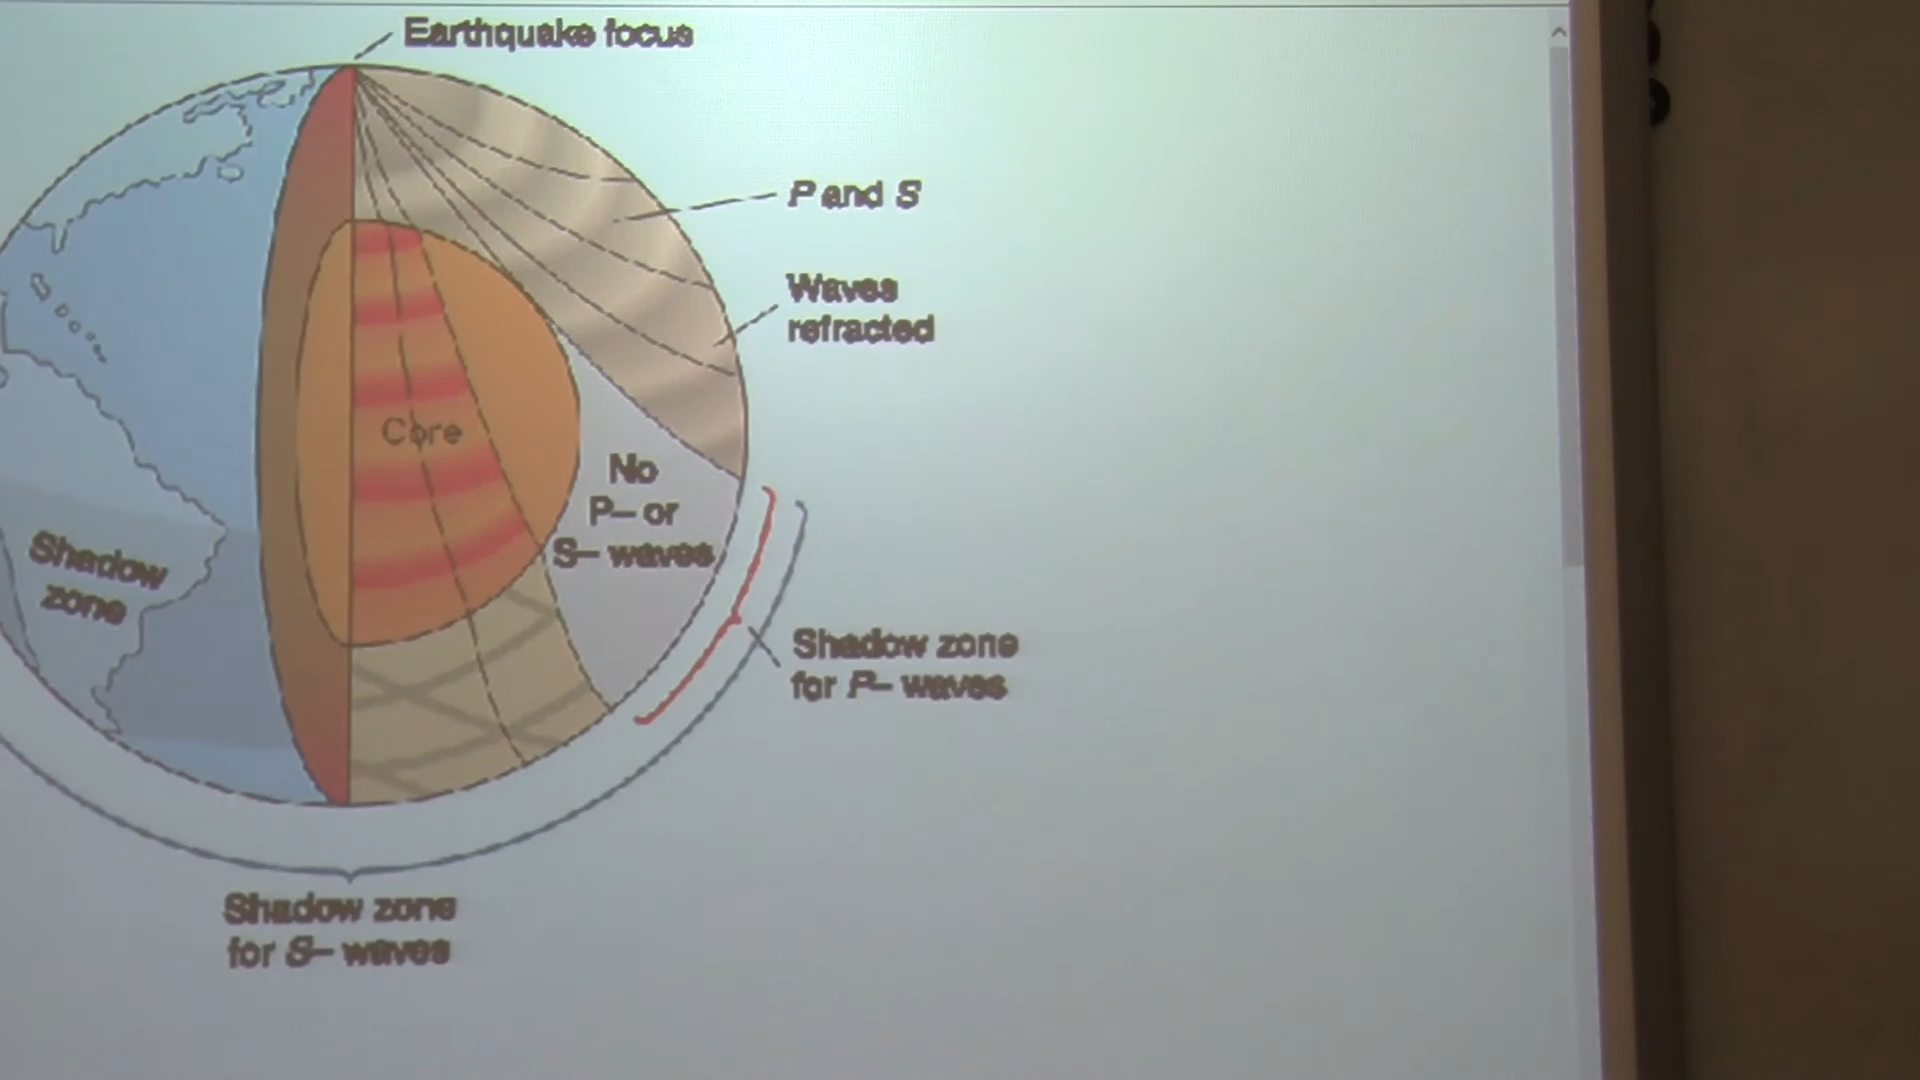 Earthquake focus
P and S
Waves
refracted
Core
No
P– or
S– waves
Shadow
zone
Shadow zone
for P– waves
Shadow zone
for S– waves